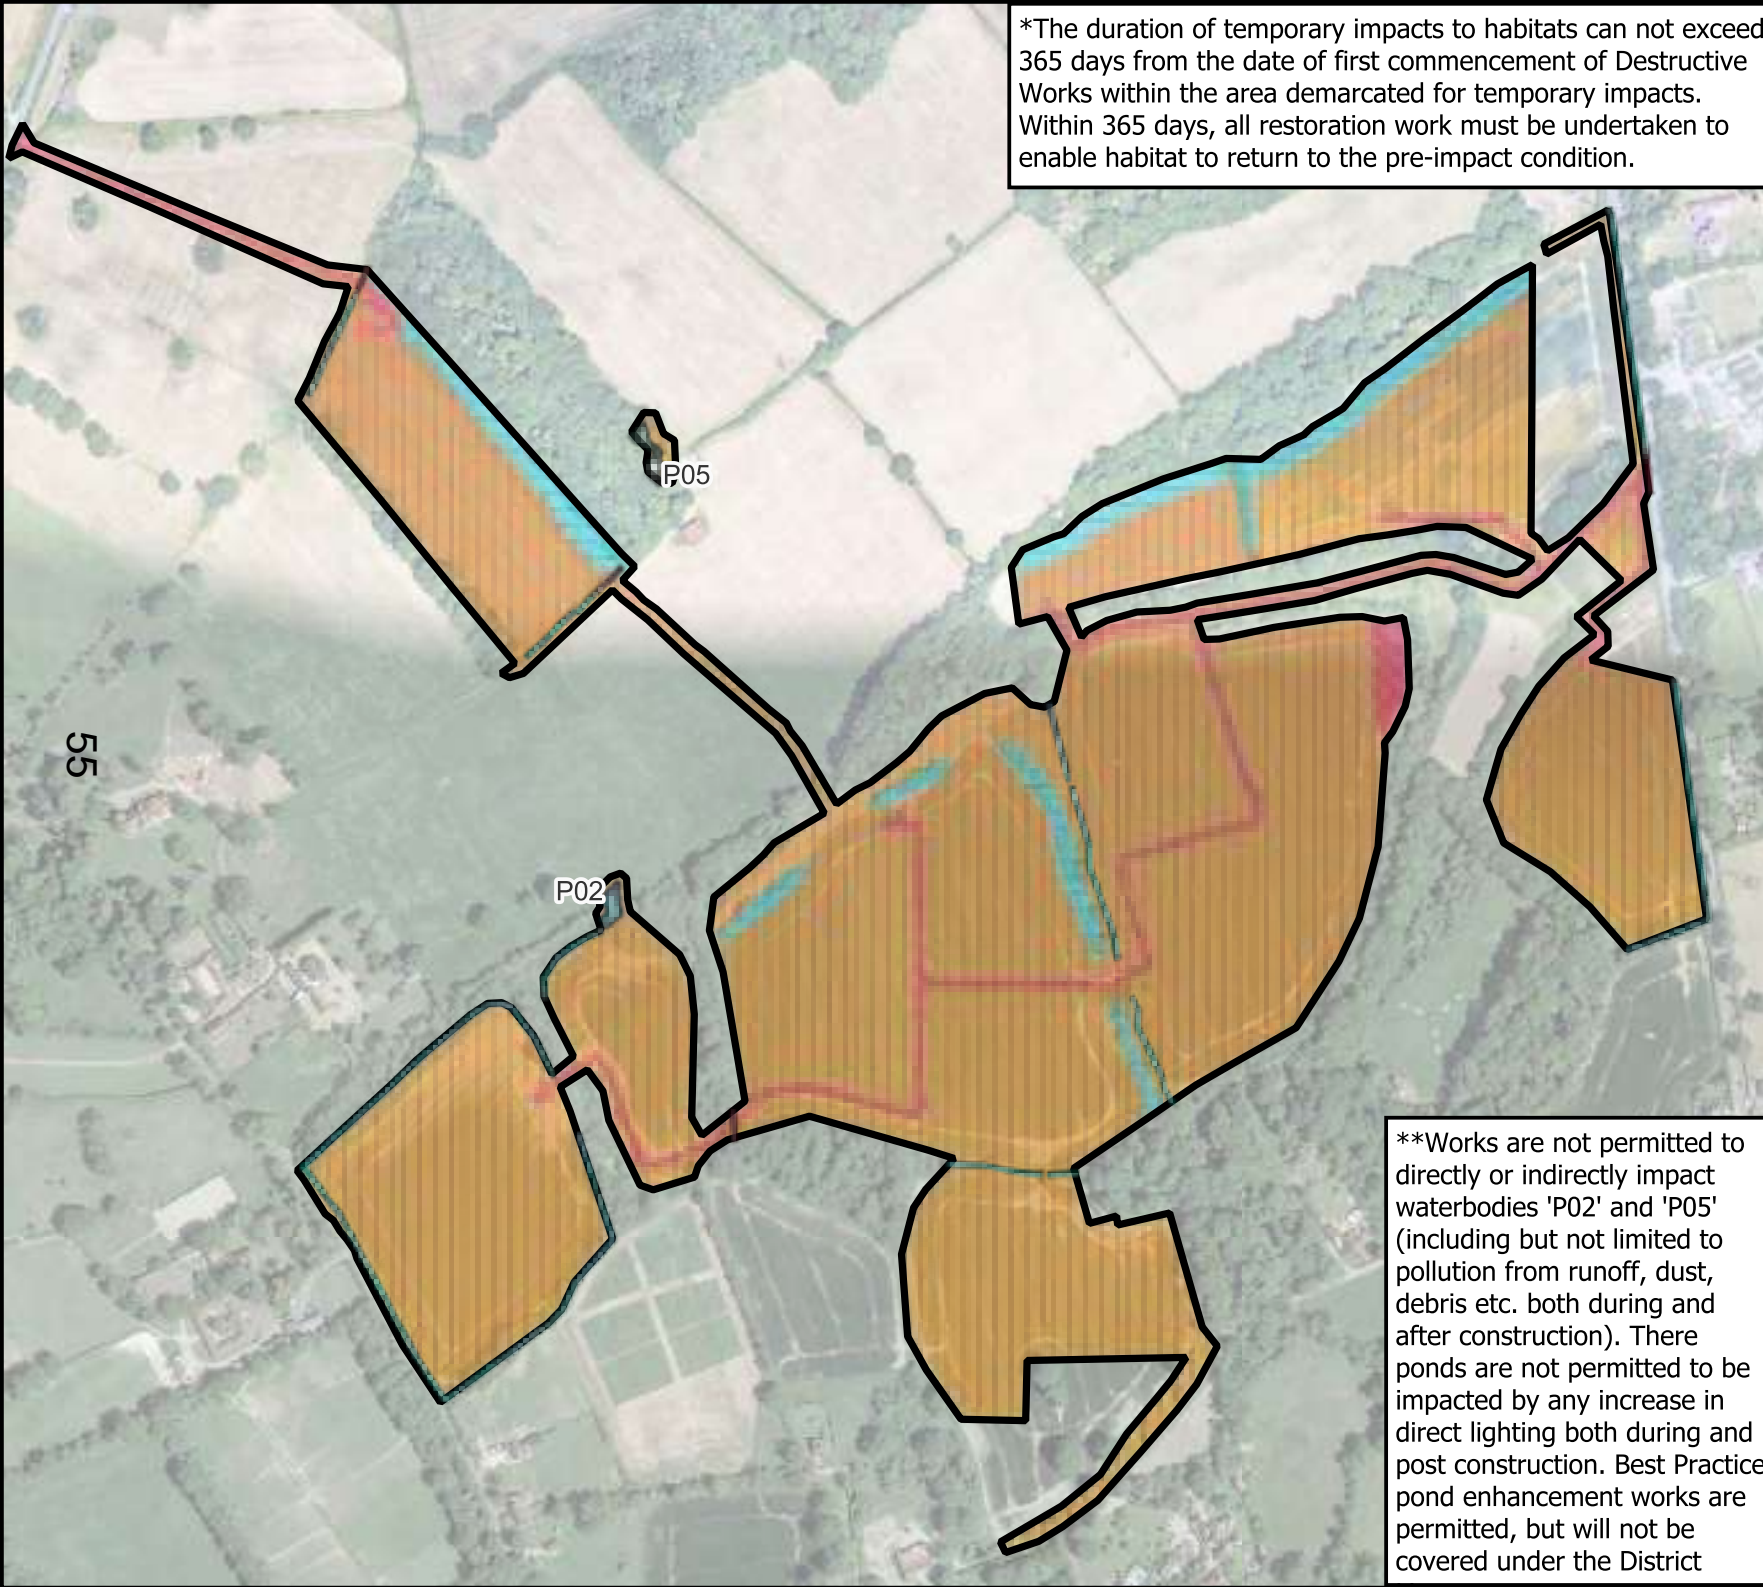 *The duration of temporary impacts to habitats can not exceed
365 days from the date of first commencement of Destructive
Works within the area demarcated for temporary impacts.
Within 365 days, all restoration work must be undertaken to
enable habitat to return to the pre-impact condition.
P05
55
P02
**Works are not permitted to
directly or indirectly impact
waterbodies 'P02' and 'P05'
(including but not limited to
pollution from runoff, dust,
debris etc. both during and
after construction). There
ponds are not permitted to be
impacted by any increase in
direct lighting both during and
post construction. Best Practice
pond enhancement works are
permitted, but will not be
covered under the District